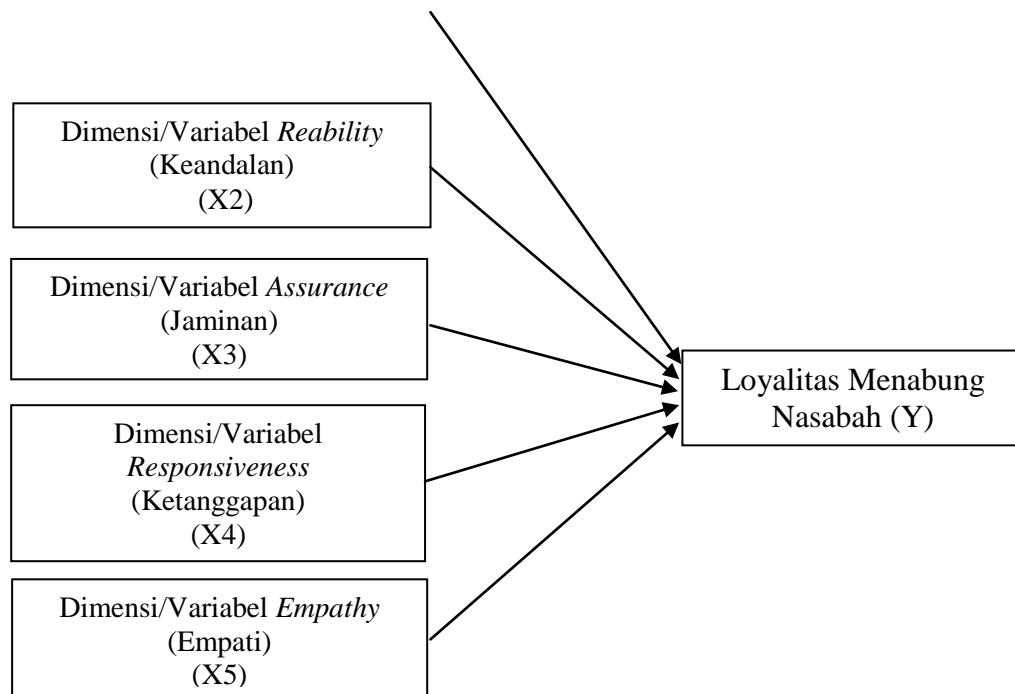 Dimensi/Variabel Reability
(Keandalan)
(X2)
Dimensi/Variabel Assurance
(Jaminan)
(X3)
Dimensi/Variabel
Responsiveness
(Ketanggapan)
(X4)
Dimensi/Variabel Empathy
(Empati)
(X5)
Loyalitas Menabung
Nasabah (Y)